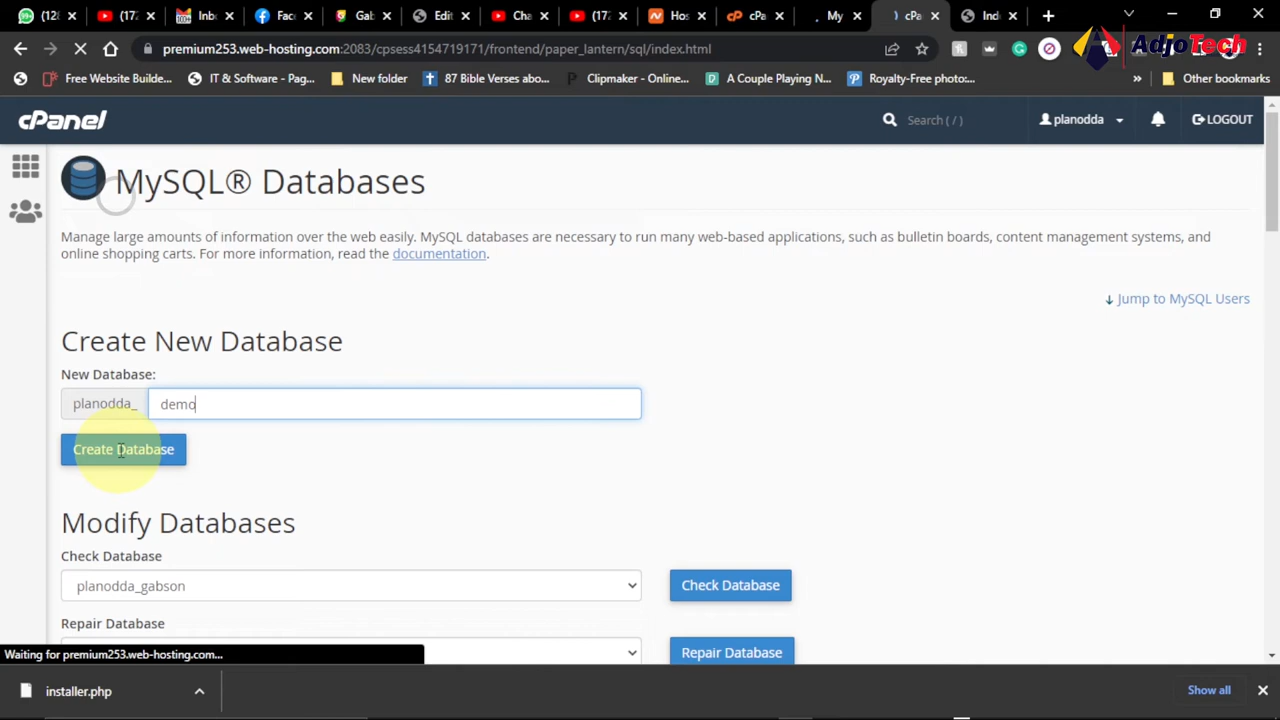 (12
(17
100+
Inb
Fac
Gab
Edit
Cha
(17
Hos
cPa
My
cPa
Ind
premium253.web-hosting.com:2083/cpsess4154719171/frontend/paper_lantern/sql/index.html
AdjoTech
Free Website Builde...
IT & Software - Pag...
New folder
87 Bible Verses abo...
Clipmaker - Online...
A Couple Playing N...
Royalty-Free photo:...
»
Other bookmarks
cPanel
Search ( / )
planodda
LOGOUT
MySQL® Databases
Manage large amounts of information over the web easily. MySQL databases are necessary to run many web-based applications, such as bulletin boards, content management systems, and
online shopping carts. For more information, read the documentation.
Jump to MySQL Users
Create New Database
New Database:
planodda_ demo
Create Database
Modify Databases
Check Database
planodda_gabson
Check Database
Repair Database
Repair Database
Waiting for premium253.web-hosting.com...
installer.php
Show all